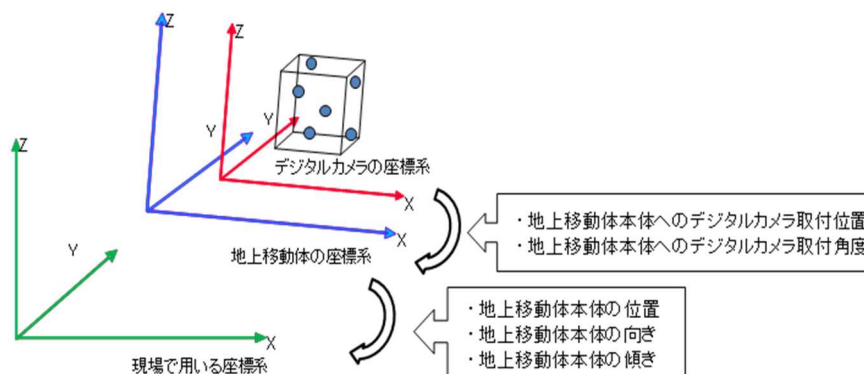 Z
Z
Y
Y
デジタルカメラの座標系
Z
X
・地上移動体本体へのデジタルカメラ取付位置
・地上移動体本体へのデジタルカメラ取付角度
X
地上移動体の座標系
Y
・地上移動体本体の位置
・地上移動体本体の向き
・地上移動体本体の傾き
X
現場で用いる座標系